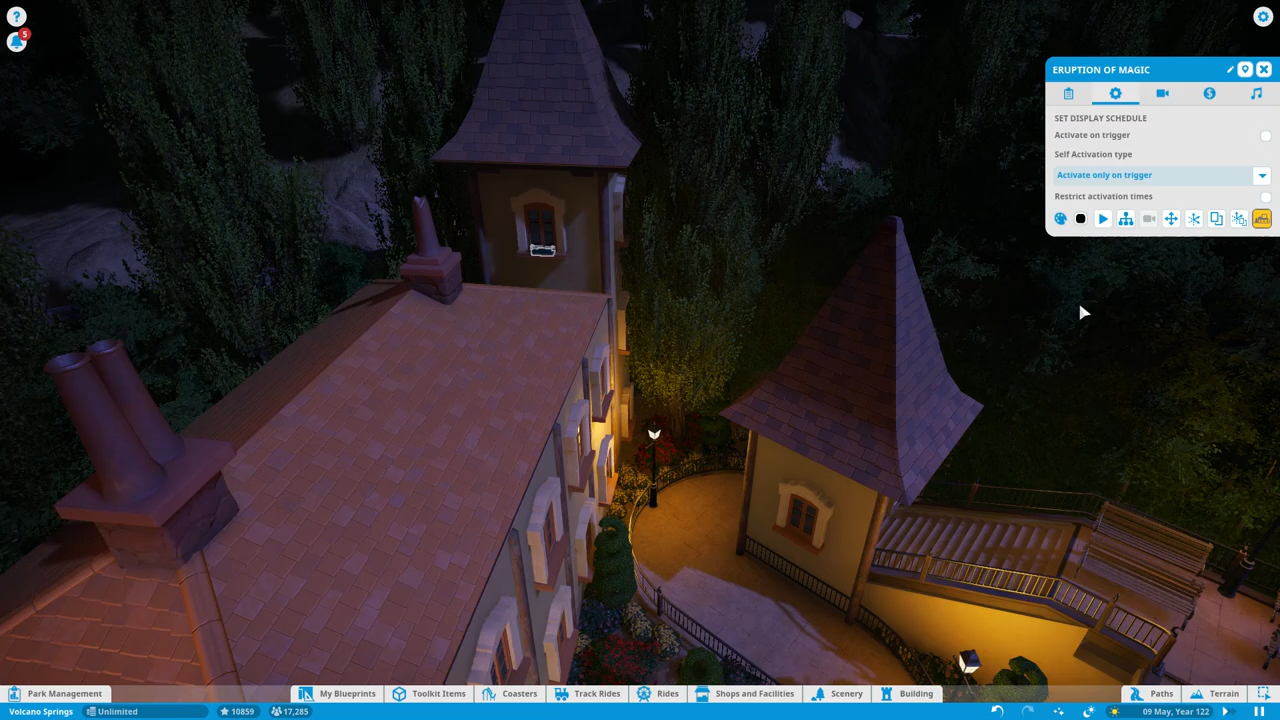 ?
5
ERUPTION OF MAGIC
SET DISPLAY SCHEDULE
Activate on trigger
Self Activation type
Activate only on trigger
Restrict activation times
Park Management
My Blueprints
Toolkit Items
Coasters
Track Rides
Rides
Shops and Facilities
Scenery
Building
Paths
Terrain
Volcano Springs
Unlimited
10859
17,285
09 May, Year 122